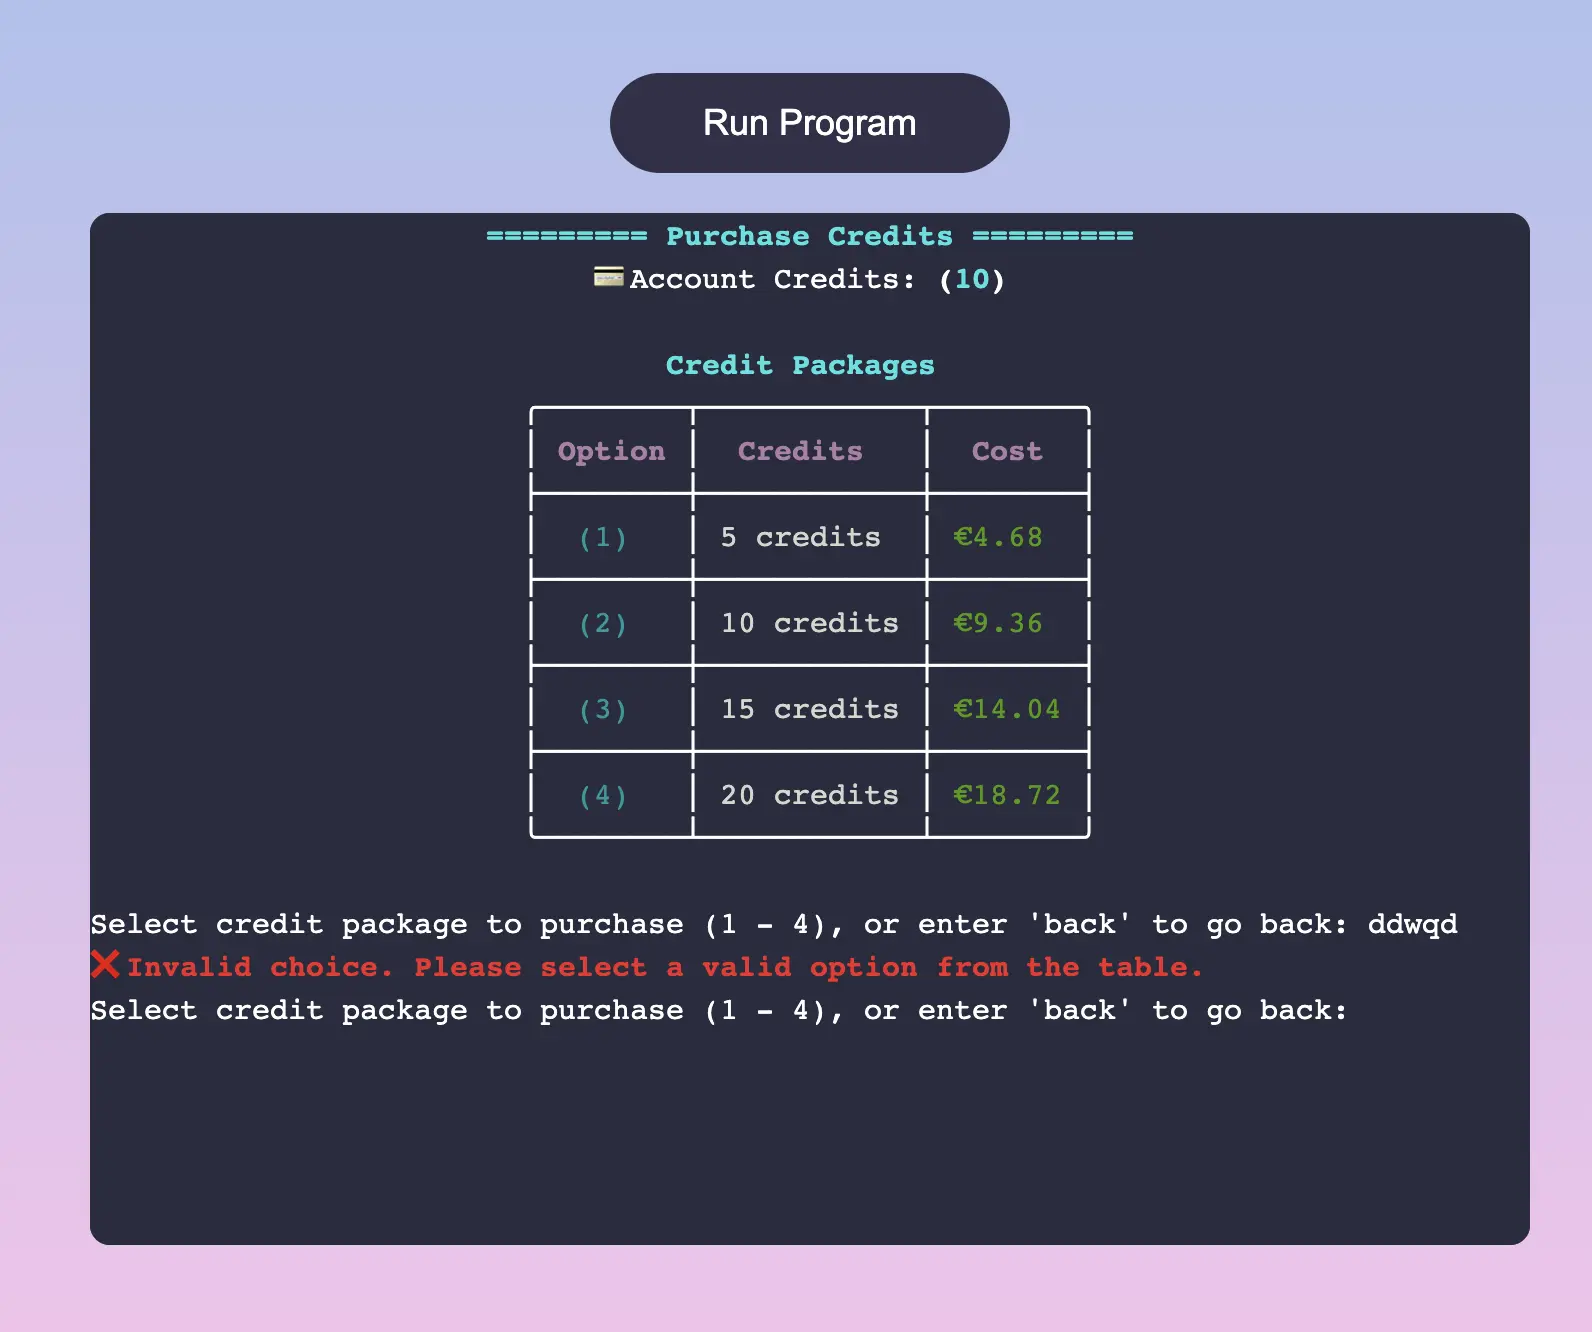 Run Program
========= Purchase Credits =========
Account Credits: (10)
Credit Packages
Option Credits Cost
(1) 5 credits €4.68
(2) 10 credits €9.36
(3) 15 credits €14.04
(4) 20 credits €18.72
Select credit package to purchase (1 - 4), or enter 'back' to go back: ddwqd
❌Invalid choice. Please select a valid option from the table.
Select credit package to purchase (1 - 4), or enter 'back' to go back: